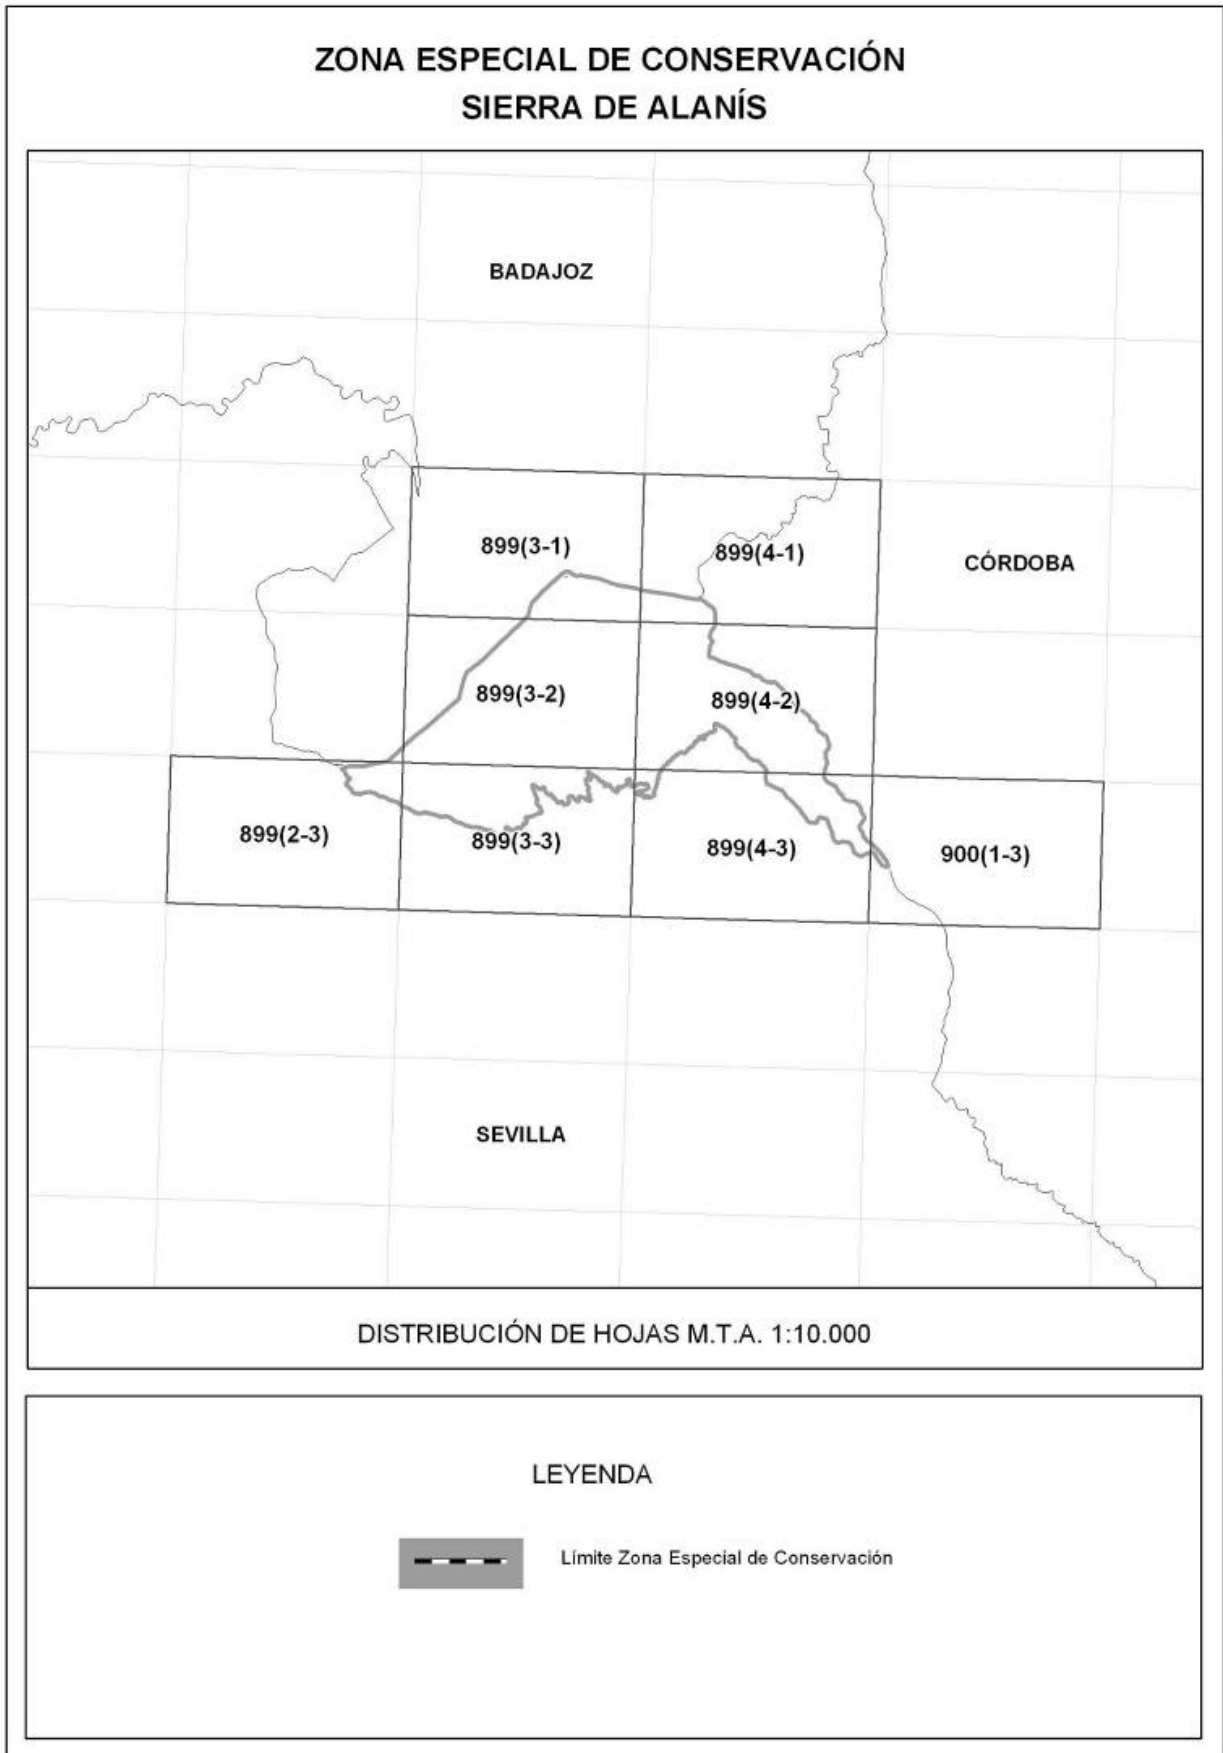 ZONA ESPECIAL DE CONSERVACIÓN
SIERRA DE ALANÍS
BADAJOZ
899(3-1)
899(4-1)
CÓRDOBA
899(3-2)
899(4-2)
899(2-3)
899(3-3)
899(4-3)
900(1-3)
SEVILLA
DISTRIBUCIÓN DE HOJAS M.T.A. 1:10.000
LEYENDA
Límite Zona Especial de Conservación